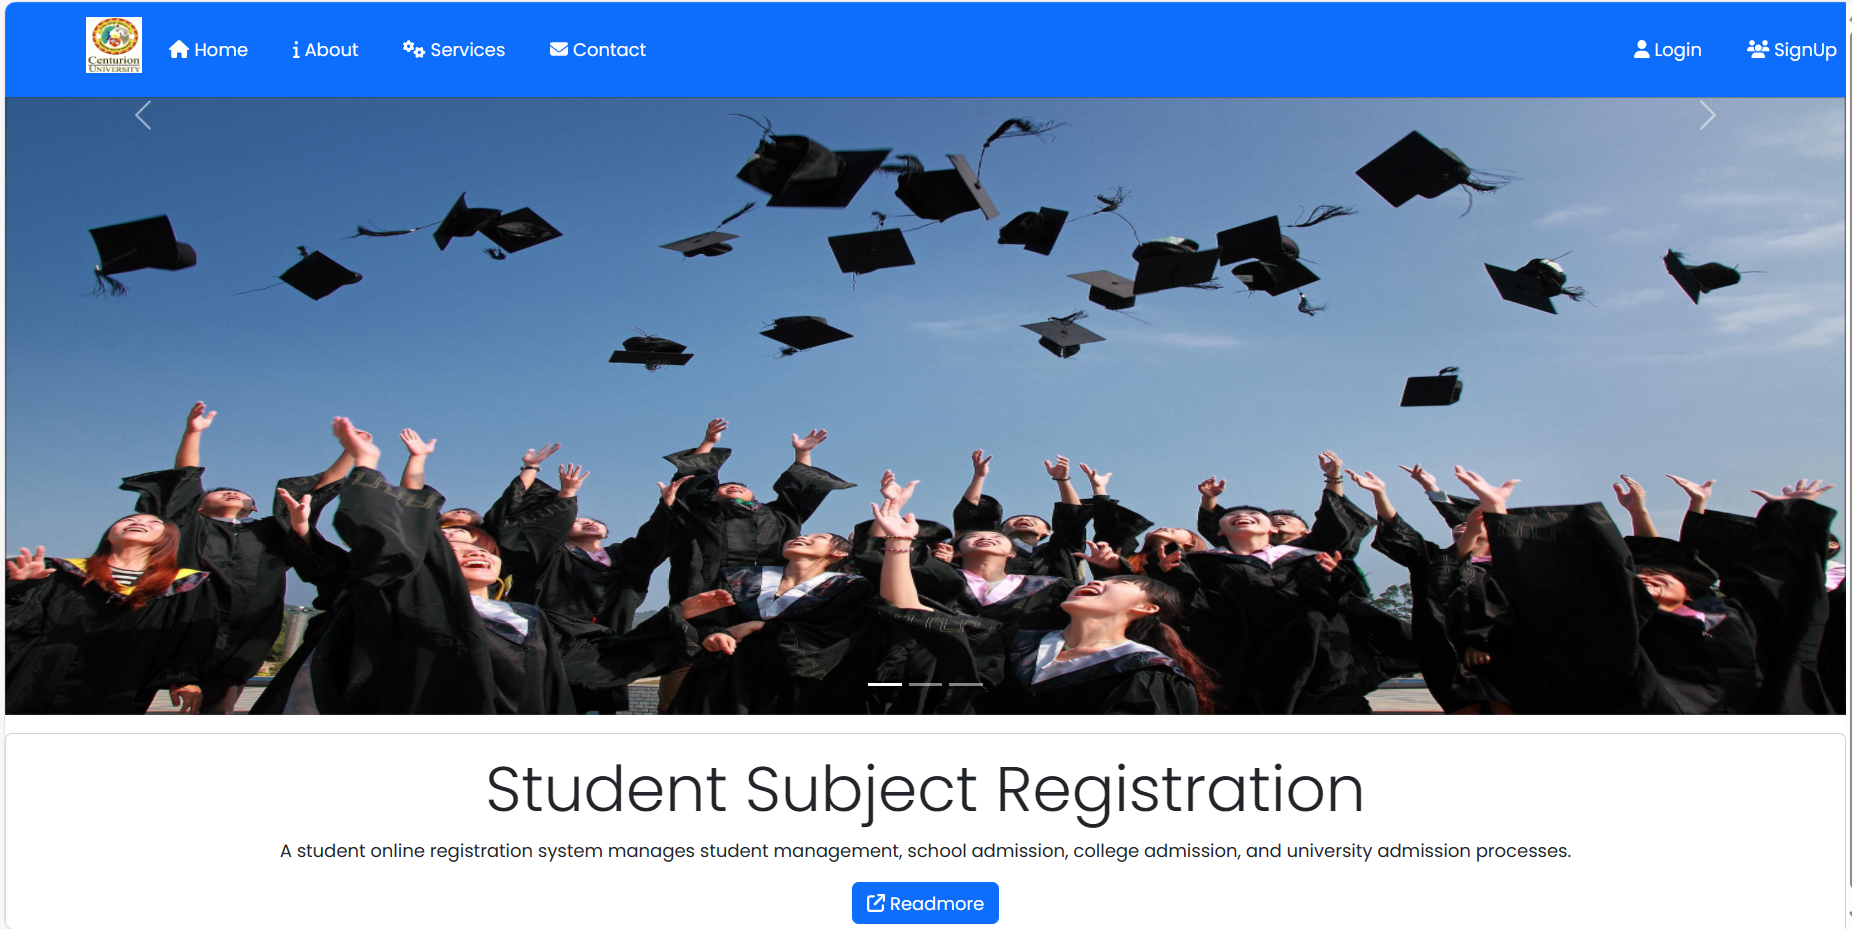 Centurion
UNIVERSITY
Home
About
Services
Contact
Login
SignUp
Student Subject Registration
A student online registration system manages student management, school admission, college admission, and university admission processes.
Readmore